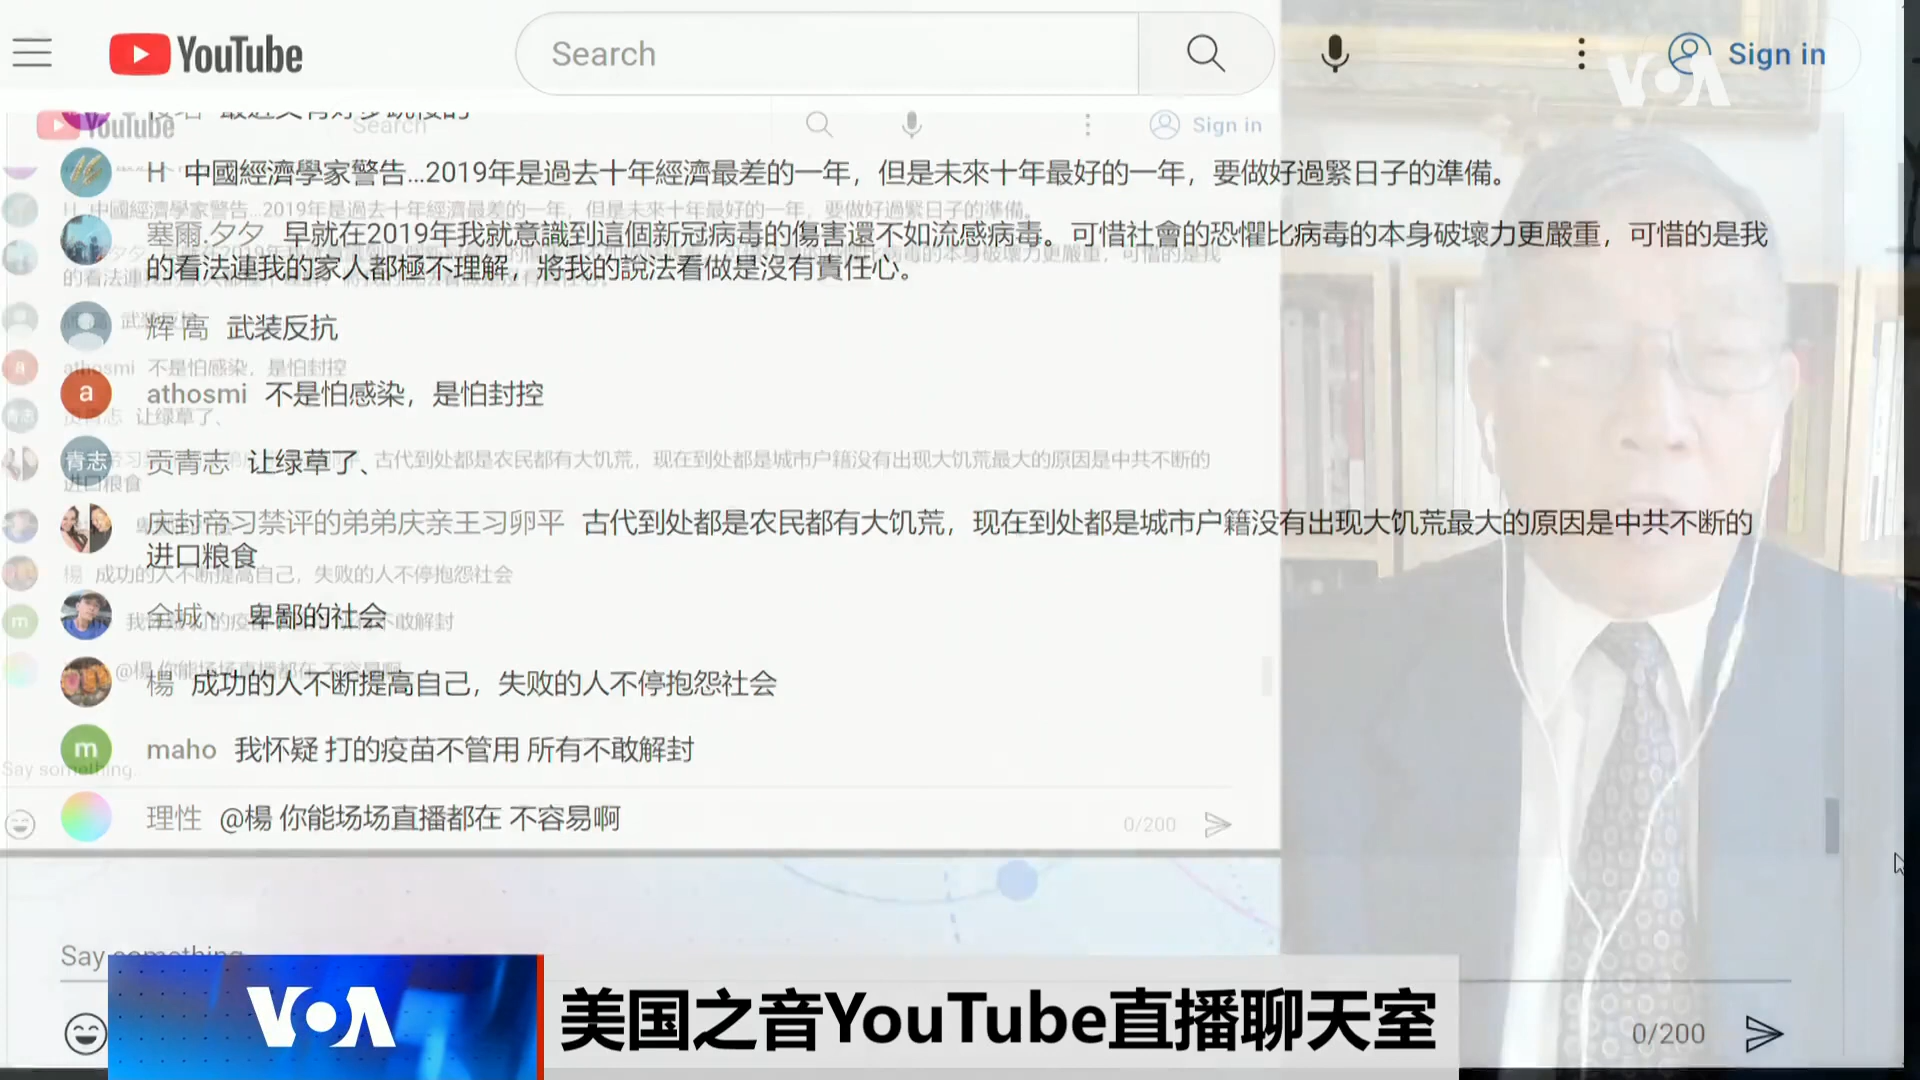 YouTube
Search
Sign in
VOA
YouTube
Search
Sign in
H 中國經濟學家警告...2019年是過去十年經濟最差的一年，但是未來十年最好的一年，要做好過緊日子的準備。
塞爾.夕夕 早就在2019年我就意識到這個新冠病毒的傷害還不如流感病毒。可惜社會的恐懼比病毒的本身破壞力更嚴重，可惜的是我
的看法連我的家人都極不理解，將我的說法看做是沒有責任心。
辉 高 武装反抗
a athosmi 不是怕感染，是怕封控
青志 贡青志 让绿草了、
庆封帝习禁评的弟弟庆亲王习卵平 古代到处都是农民都有大饥荒，现在到处都是城市户籍没有出现大饥荒最大的原因是中共不断的
进口粮食
全城、 卑鄙的社会
楊 成功的人不断提高自己，失败的人不停抱怨社会
m maho 我怀疑 打的疫苗不管用 所有不敢解封
理性 @楊 你能场场直播都在 不容易啊
Say something.
0/200
Say something
VOA 美国之音YouTube直播聊天室
0/200